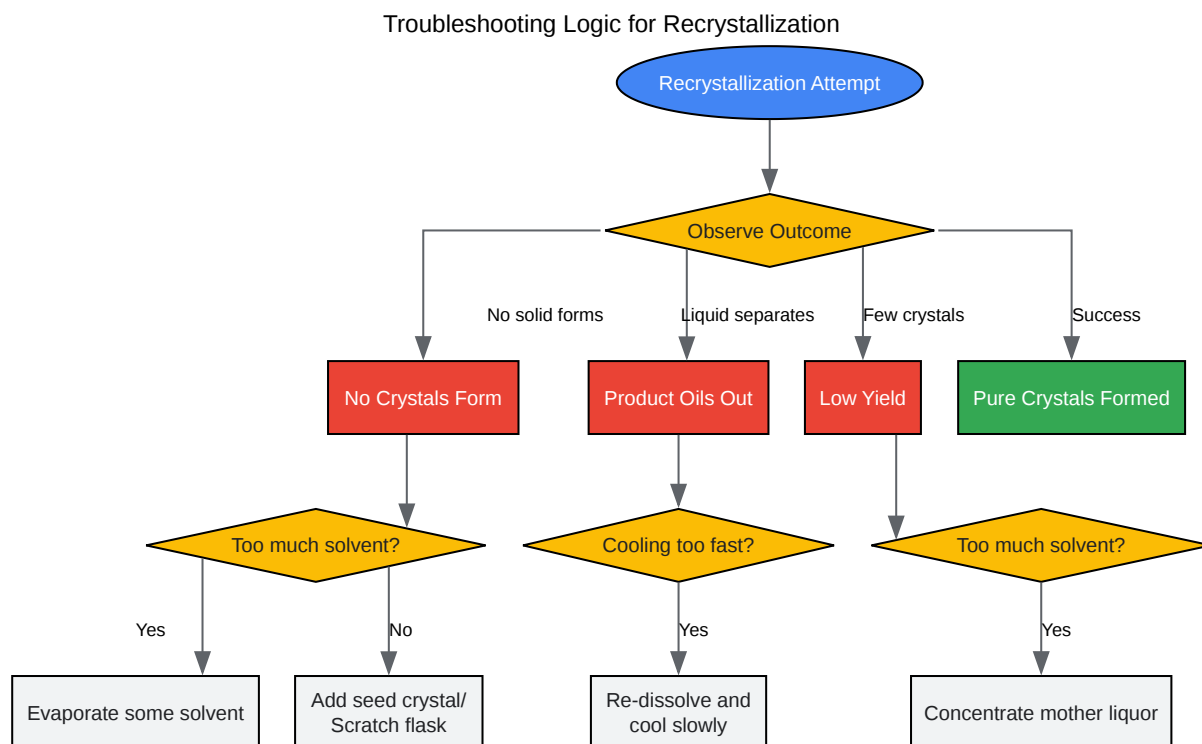 Troubleshooting Logic for Recrystallization
Recrystallization Attempt
Observe Outcome
No solid forms
Liquid separates
Few crystals
Success
No Crystals Form
Product Oils Out
Low Yield
Pure Crystals Formed
Too much solvent?
Cooling too fast?
Too much solvent?
Yes
No
Yes
Yes
Evaporate some solvent
Add seed crystal/
Scratch flask
Re-dissolve and
cool slowly
Concentrate mother liquor